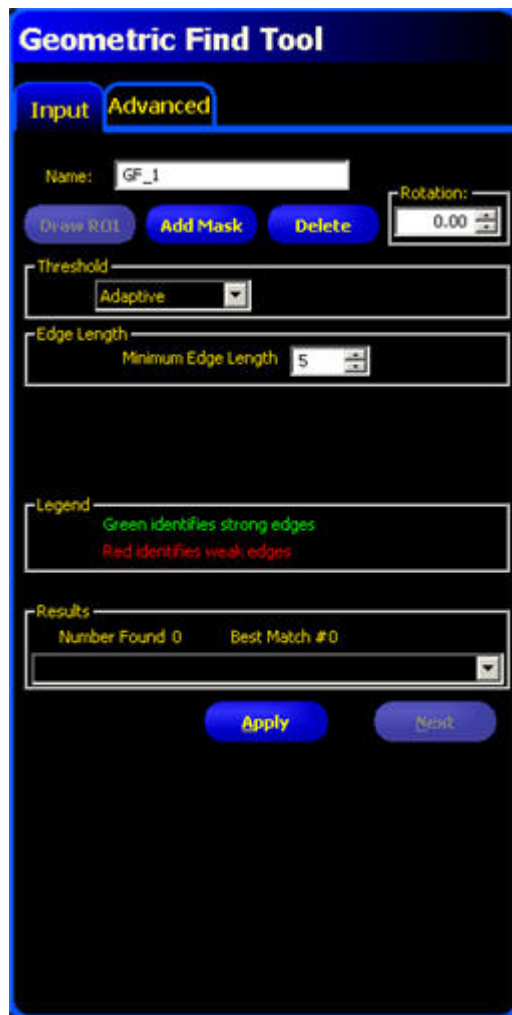 Geometric Find Tool
Input Advanced
Name: GF_1
Rotation:
Draw ROI Add Mask Delete 0.00
Threshold
Adaptive
Edge Length
Minimum Edge Length 5
Legend
Green identifies strong edges
Red identifies weak edges
Results
Number Found 0 Best Match #0
Apply Next